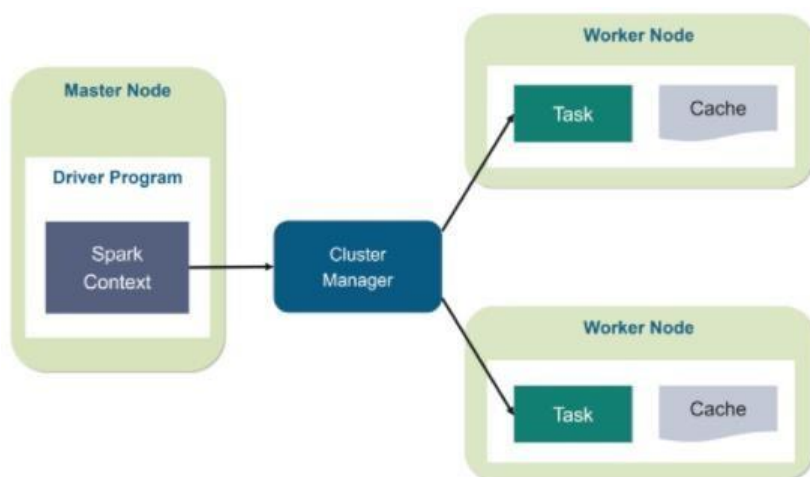 Master Node
Driver Program
Spark
Context
Cluster
Manager
Worker Node
Task
Cache
Worker Node
Task
Cache